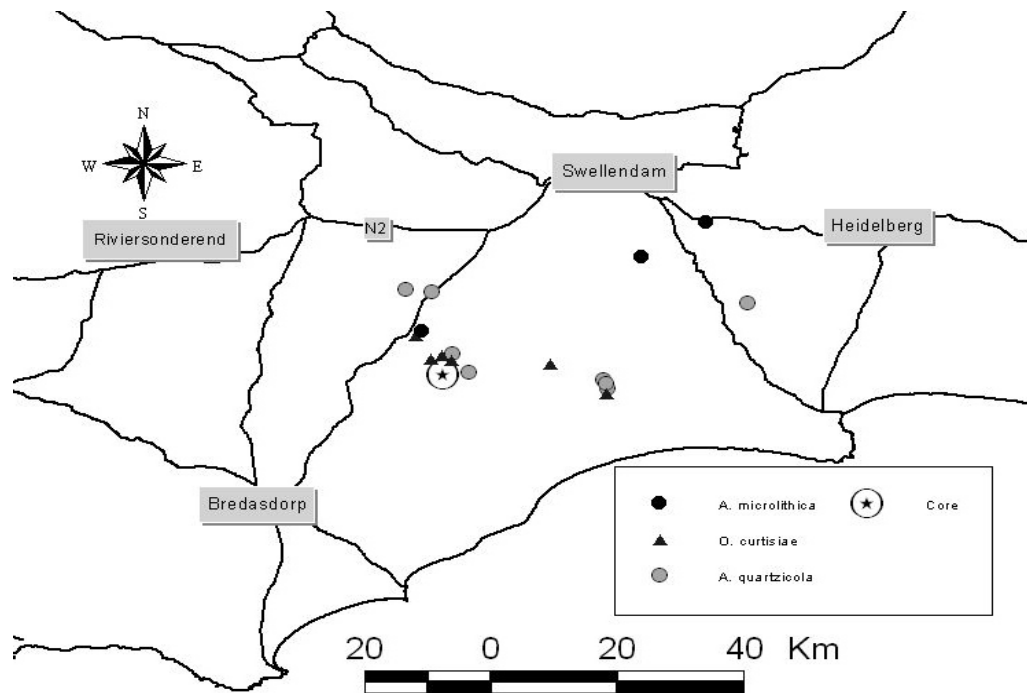 N
W E
S
Swellendam
N2
Riviersonderend
Heidelberg
Bredasdorp
A. microlithica
Core
O. curtisiae
A. quartzicola
20 0 20 40 Km